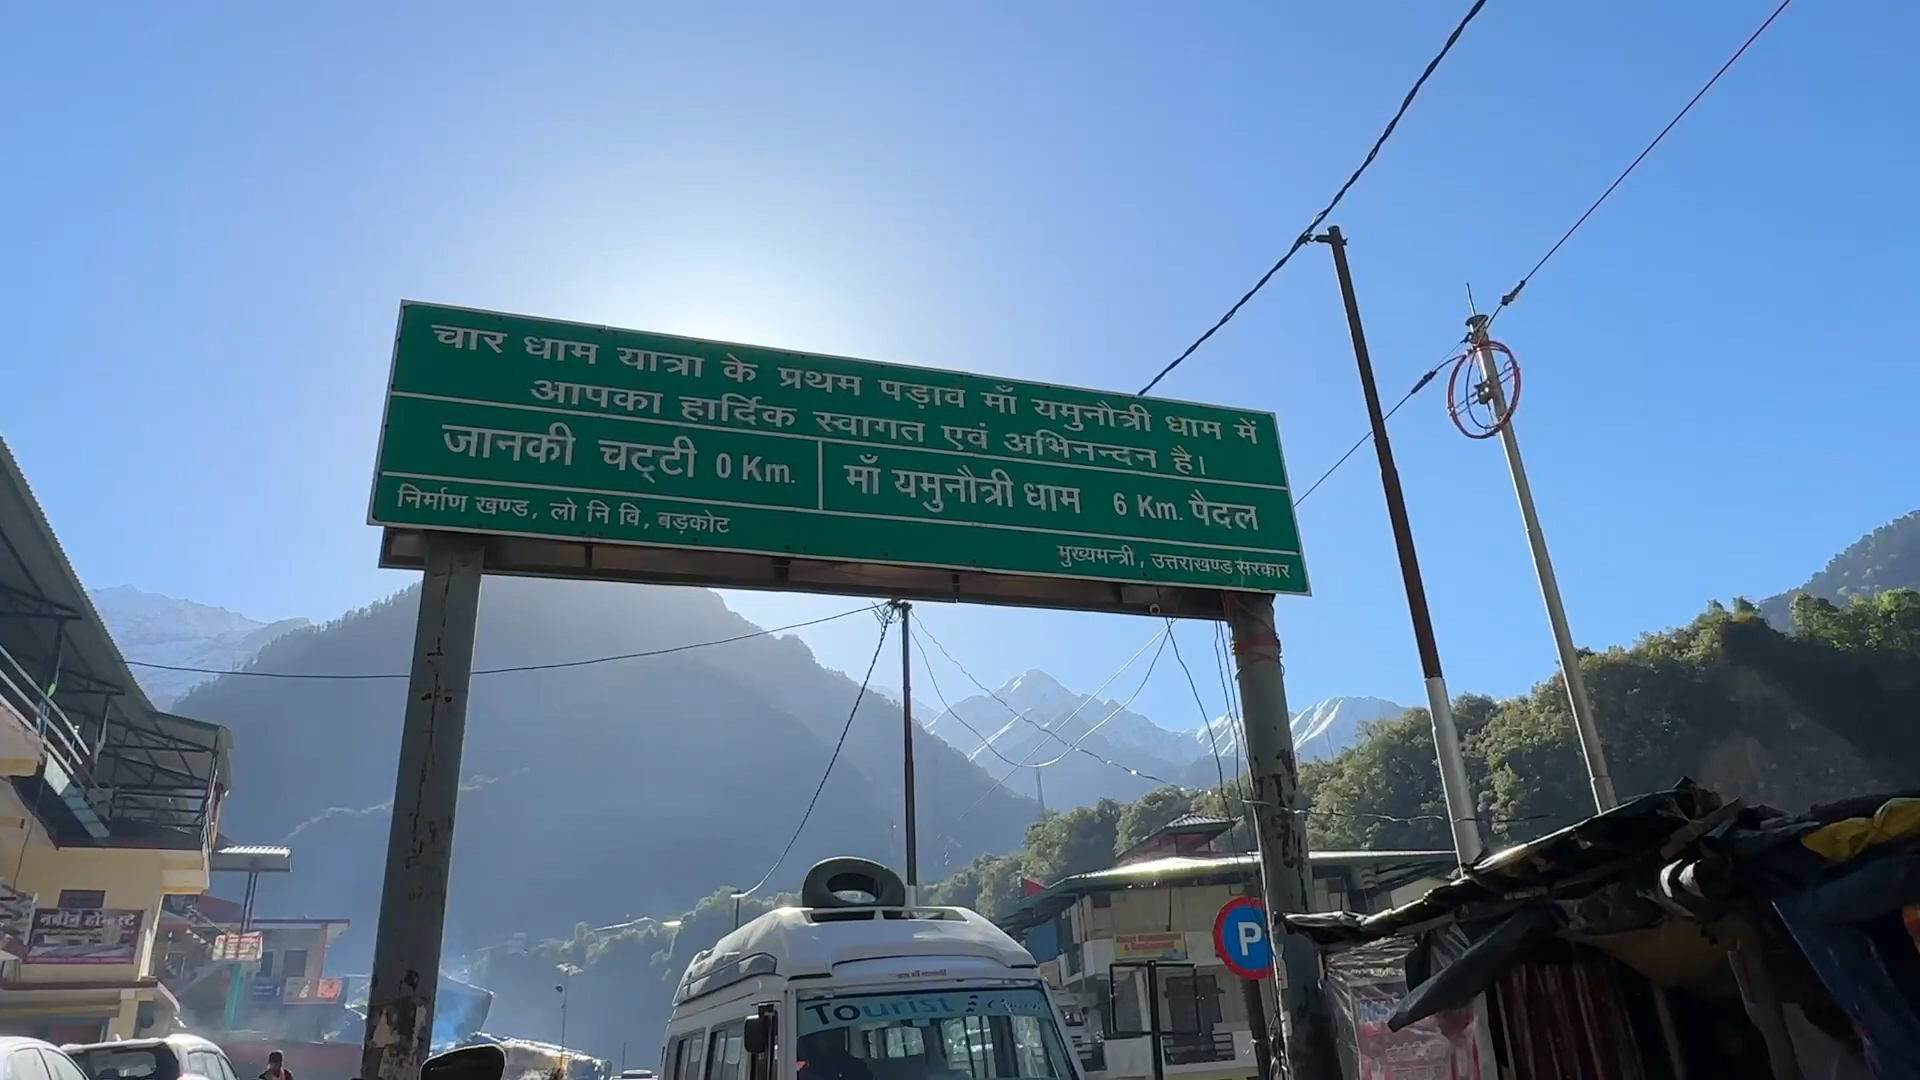 चार धाम यात्रा के प्रथम पड़ाव माँ यमुनौत्री धाम में
आपका हार्दिक स्वागत एवं अभिनन्दन है।
जानकी चट्टी 0 Km.
माँ यमुनौत्री धाम 6 Km. पैदल
निर्माण खण्ड, लो नि वि, बड़कोट
मुख्यमन्त्री, उत्तराखण्ड सरकार
नवीन होम स्टे
P
Tourist